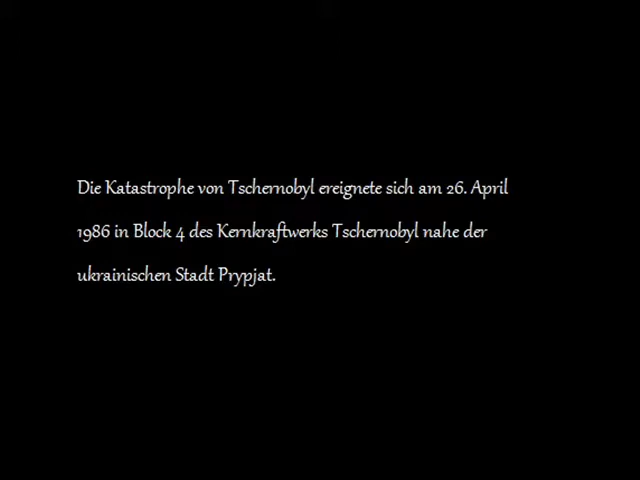 Die Katastrophe von Tschernobyl ereignete sich am 26. April
1986 in Block 4 des Kernkraftwerks Tschernobyl nahe der
ukrainischen Stadt Prypjat.